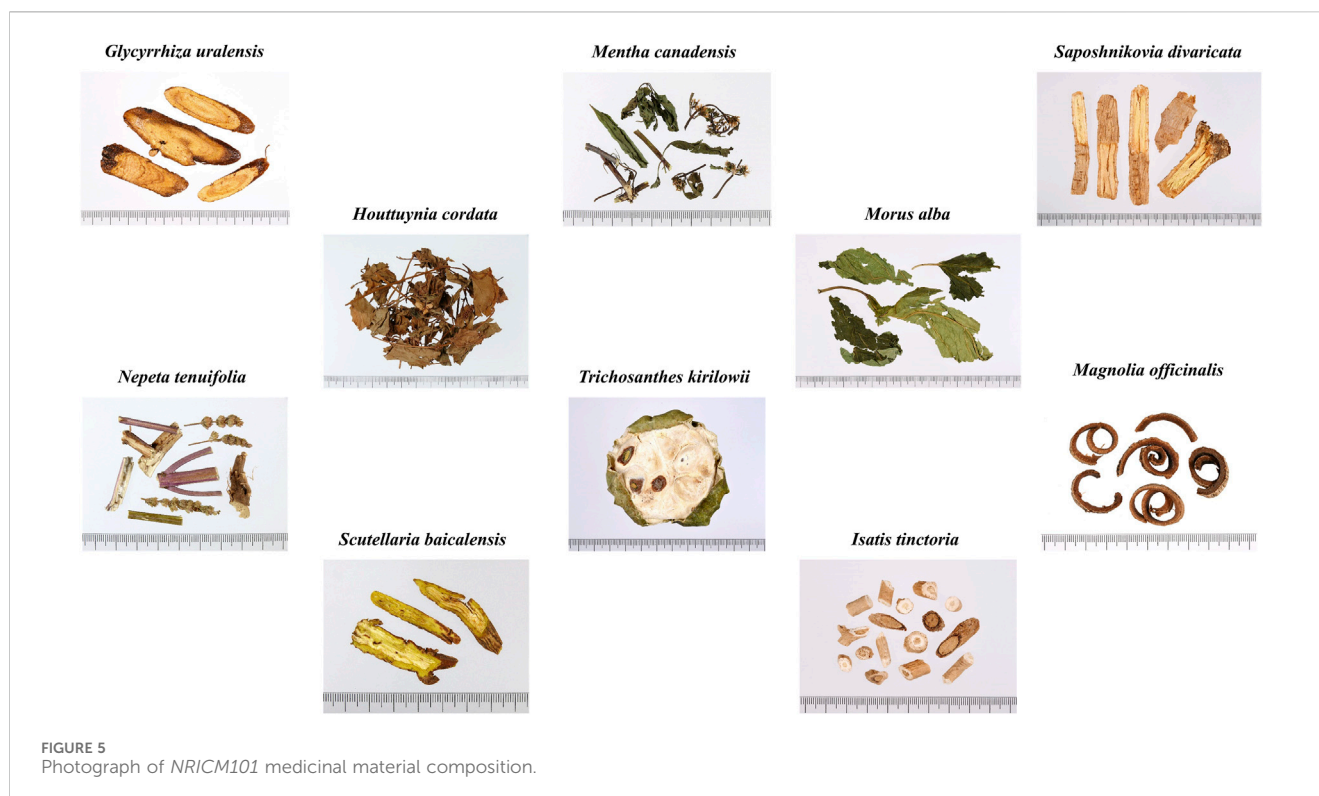 Glycyrrhiza uralensis
Mentha canadensis
Saposhnikovia divaricata
Houttuynia cordata
Morus alba
Nepeta tenuifolia
Trichosanthes kirilowii
Magnolia officinalis
Scutellaria baicalensis
Isatis tinctoria
FIGURE 5
Photograph of NRICM101 medicinal material composition.